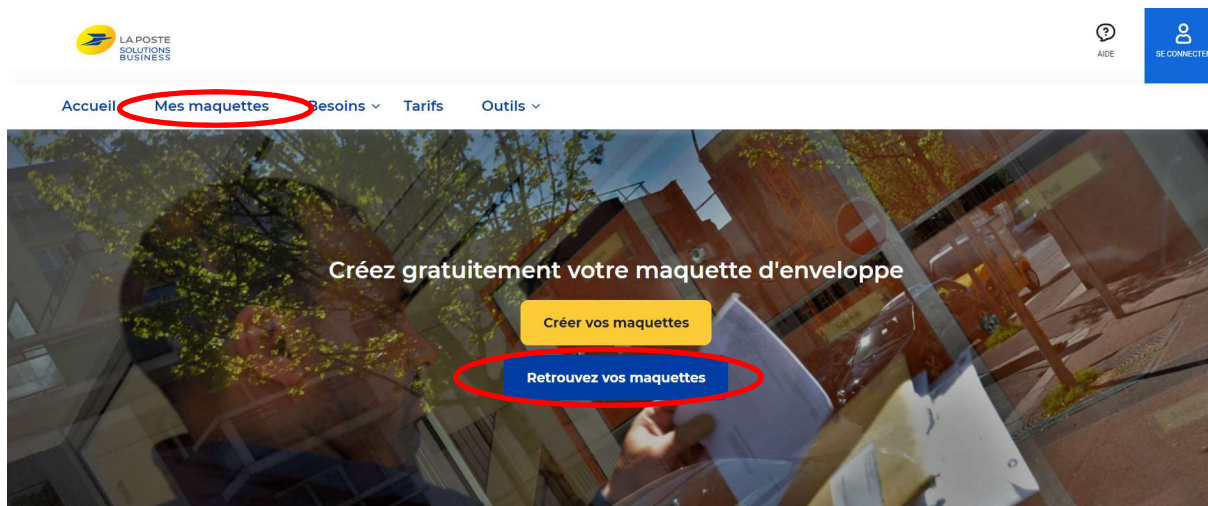 LA POSTE
SOLUTIONS
BUSINESS
AIDE
SE CONNECTER
Accueil Mes maquettes Besoins Tarifs Outils
Créez gratuitement votre maquette d'enveloppe
Créer vos maquettes
Retrouvez vos maquettes